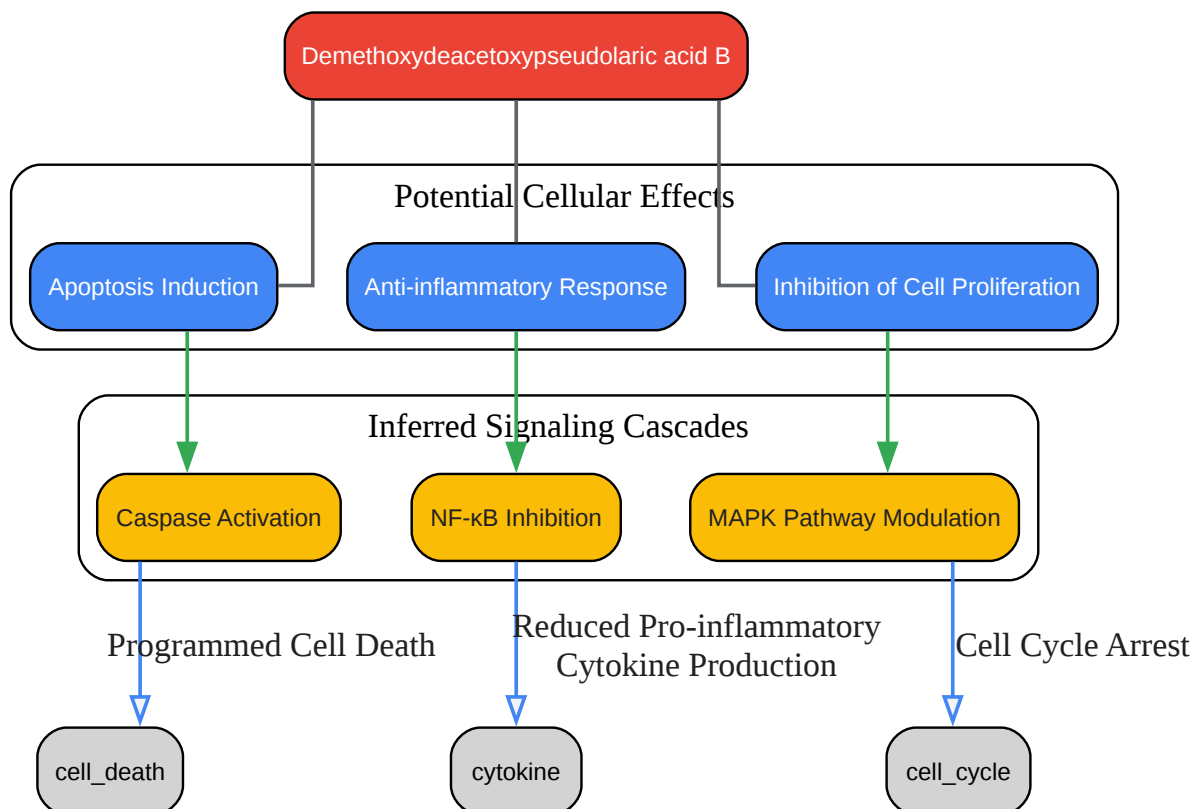 Demethoxydeacetoxypseudolaric acid B
Potential Cellular Effects
Apoptosis Induction
Anti-inflammatory Response
Inhibition of Cell Proliferation
Inferred Signaling Cascades
Caspase Activation
NF-κB Inhibition
MAPK Pathway Modulation
Programmed Cell Death
Reduced Pro-inflammatory
Cytokine Production
Cell Cycle Arrest
cell_death
cytokine
cell_cycle